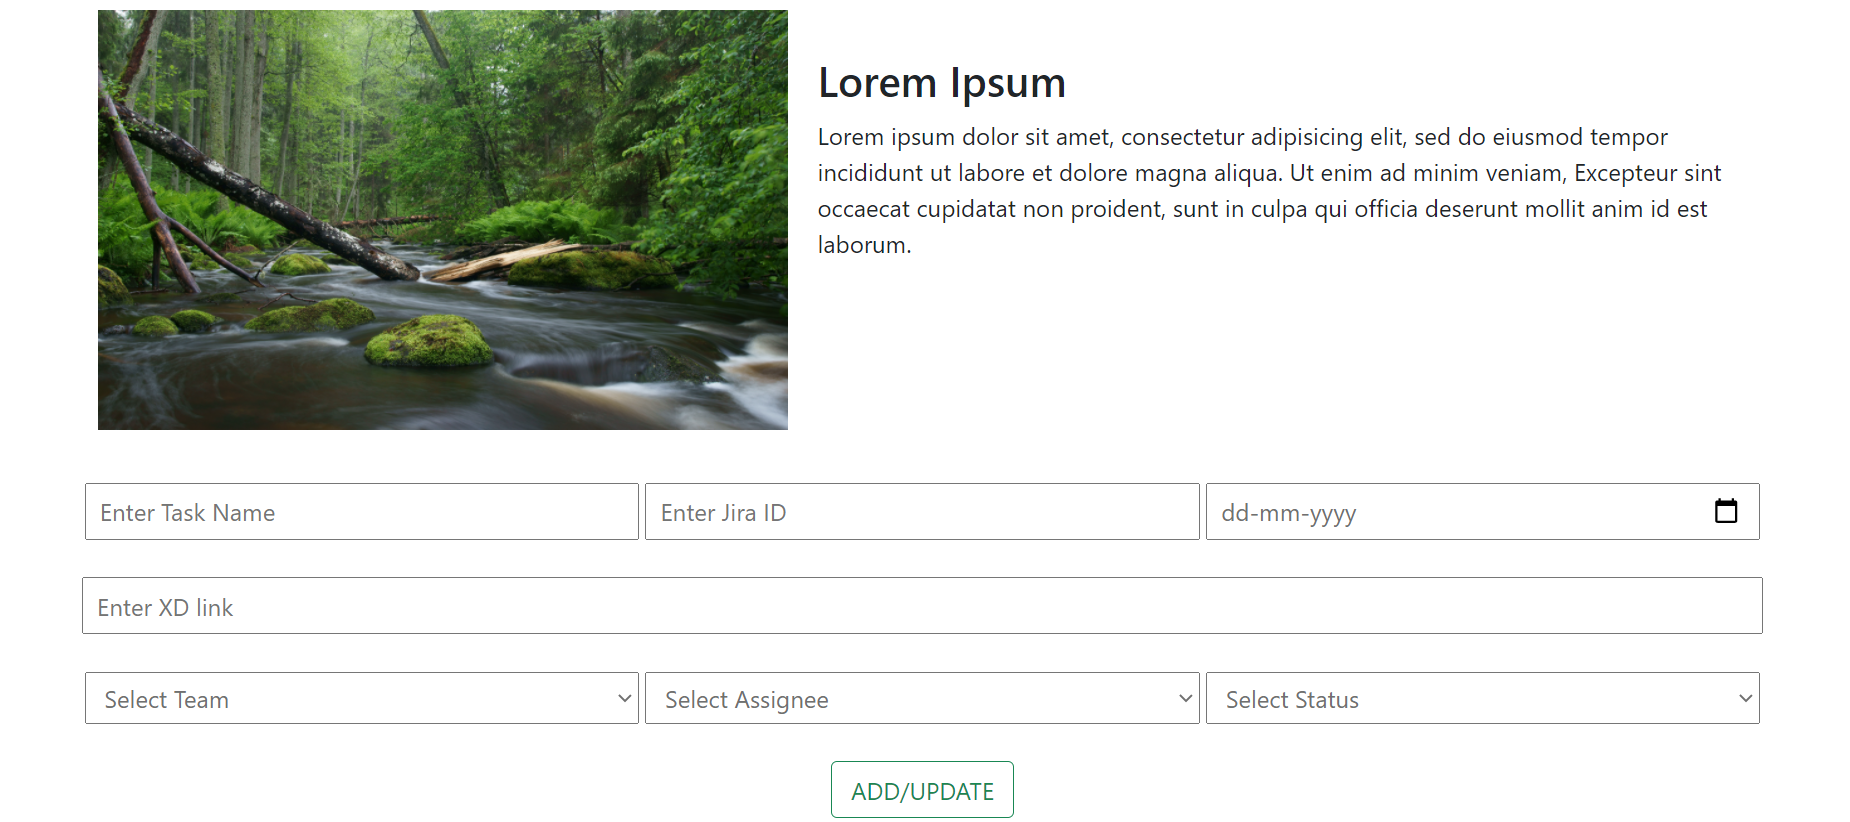 Lorem Ipsum
Lorem ipsum dolor sit amet, consectetur adipisicing elit, sed do eiusmod tempor
incididunt ut labore et dolore magna aliqua. Ut enim ad minim veniam, Excepteur sint
occaecat cupidatat non proident, sunt in culpa qui officia deserunt mollit anim id est
laborum.
Enter Task Name
Enter Jira ID
dd-mm-yyyy
Enter XD link
Select Team
Select Assignee
Select Status
ADD/UPDATE